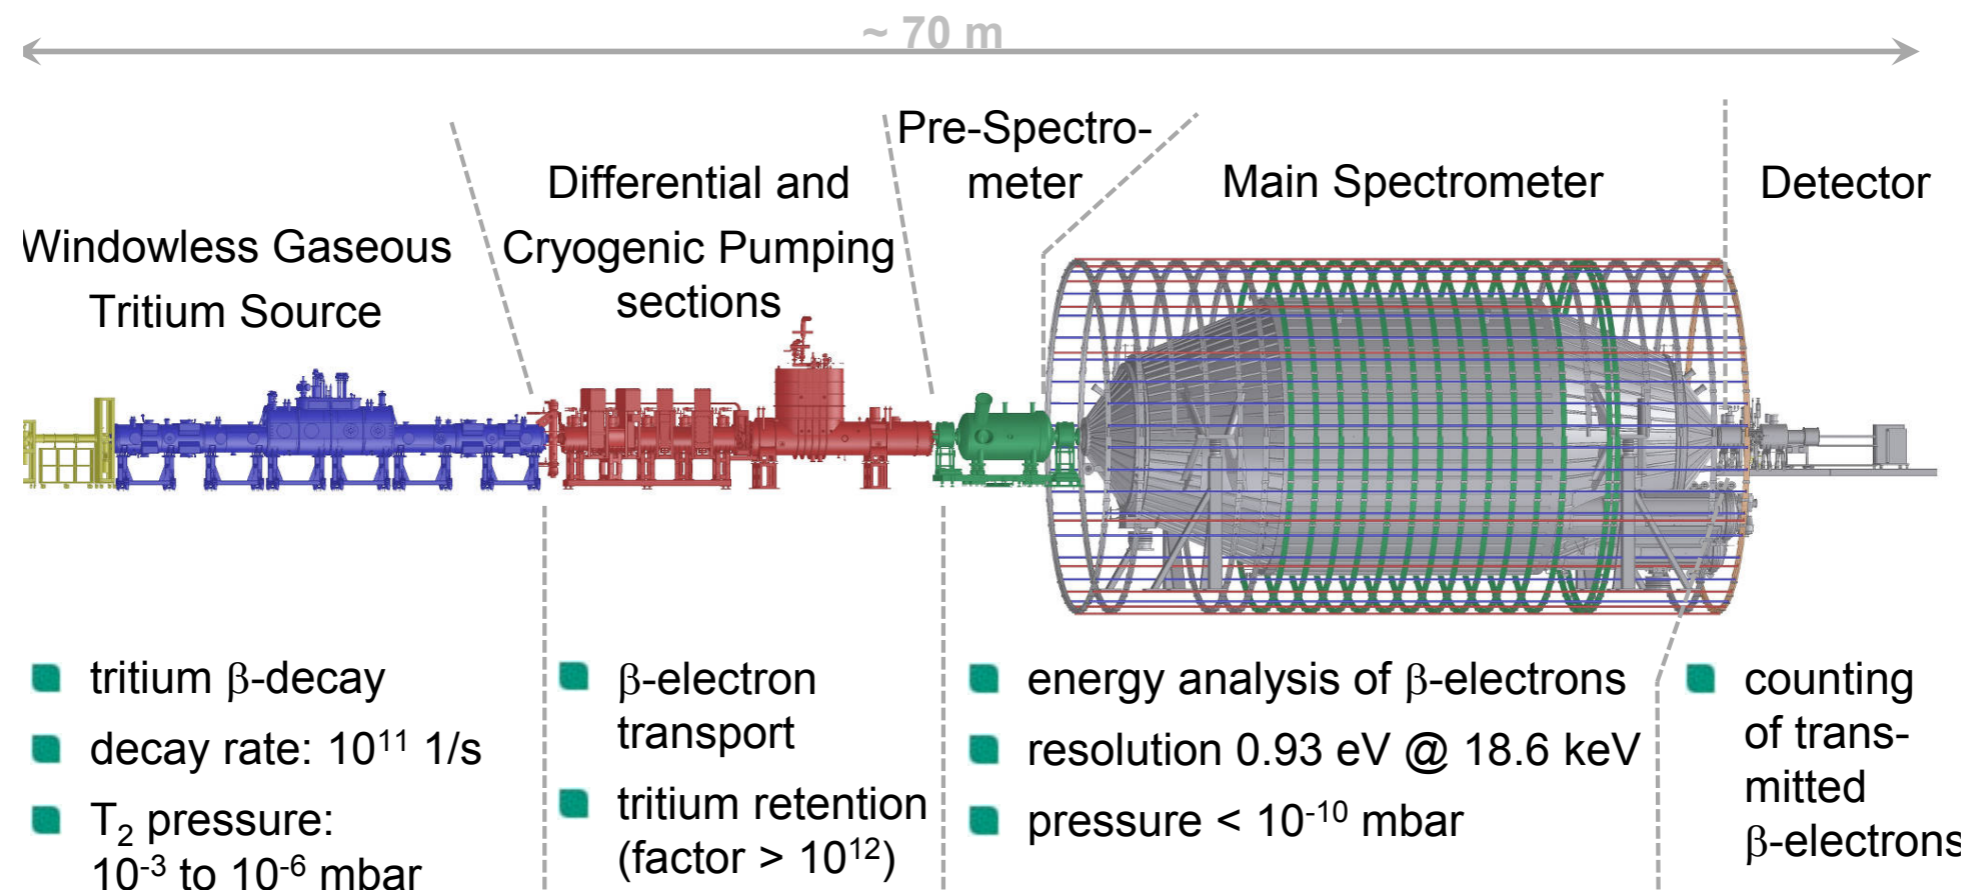 ~ 70 m
Windowless Gaseous
Tritium Source
Differential and
Cryogenic Pumping
sections
Pre-Spectro-
meter
Main Spectrometer
Detector
tritium β-decay
decay rate: 10¹¹ 1/s
T₂ pressure:
10⁻³ to 10⁻⁶ mbar
β-electron
transport
tritium retention
(factor > 10¹²)
energy analysis of β-electrons
resolution 0.93 eV @ 18.6 keV
pressure < 10⁻¹⁰ mbar
counting
of trans-
mitted
β-electrons